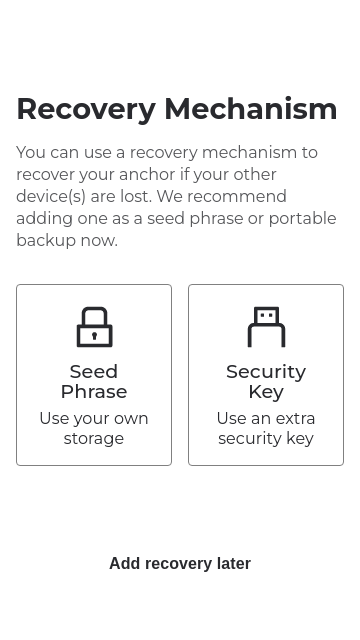 Recovery Mechanism
You can use a recovery mechanism to
recover your anchor if your other
device(s) are lost. We recommend
adding one as a seed phrase or portable
backup now.
Seed
Phrase
Use your own
storage
Security
Key
Use an extra
security key
Add recovery later